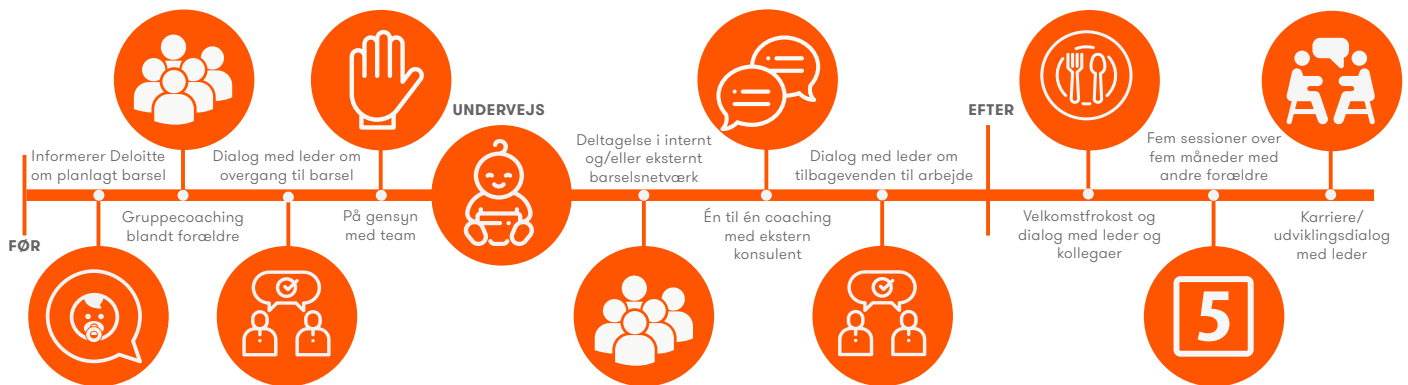 FØR
Informerer Deloitte
om planlagt barsel
Gruppecoaching
blandt forældre
Dialog med leder om
overgang til barsel
På gensyn
med team
UNDERVEJS
Deltagelse i internt
og/eller eksternt
barselsnetværk
Én til én coaching
med ekstern
konsulent
Dialog med leder om
tilbagevenden til arbejde
EFTER
Velkomstfrokost og
dialog med leder og
kollegaer
Fem sessioner over
fem måneder med
andre forældre
5
Karriere/
udviklingsdialog
med leder